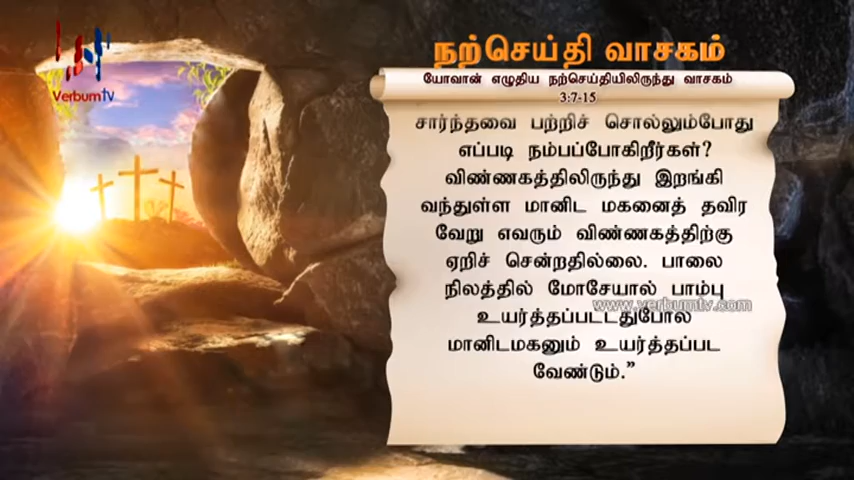 VerbumTV
நற்செய்தி வாசகம்
யோவான் எழுதிய நற்செய்தியிலிருந்து வாசகம்
3:7-15
சார்ந்தவை பற்றிச் சொல்லும்போது
எப்படி நம்பப்போகிறீர்கள்?
விண்ணகத்திலிருந்து இறங்கி
வந்துள்ள மானிட மகனைத் தவிர
வேறு எவரும் விண்ணகத்திற்கு
ஏறிச் சென்றதில்லை. பாலை
நிலத்தில் மோசேயால் பாம்பு
www.verbumtv.com
உயர்த்தப்பட்டதுபோல
மானிடமகனும் உயர்த்தப்பட
வேண்டும்.”